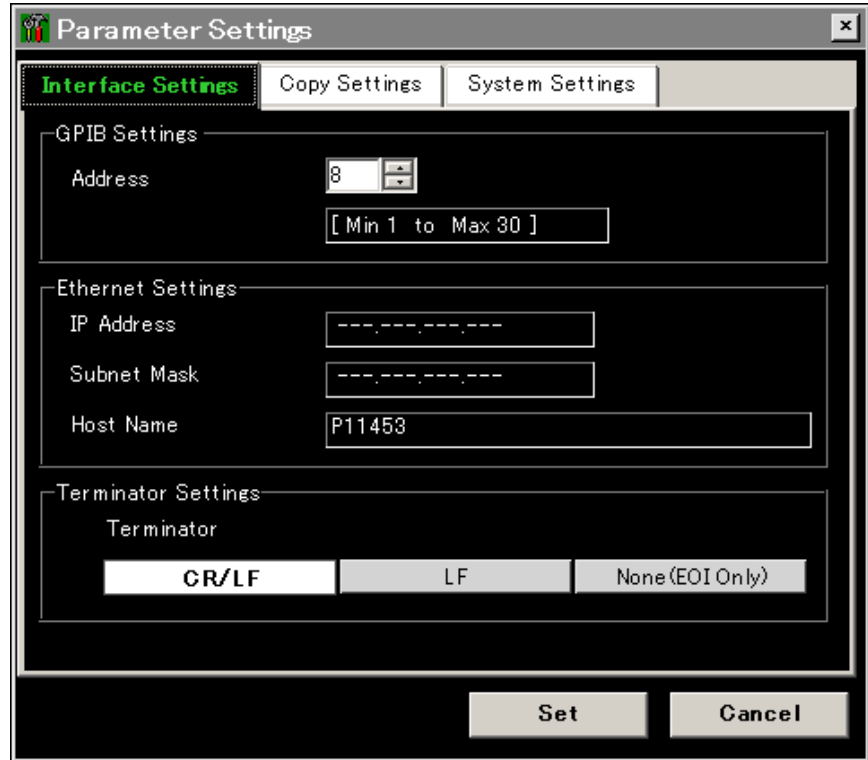 Parameter Settings
Interface Settings Copy Settings System Settings
GPIB Settings
Address 8
[ Min 1 to Max 30 ]
Ethernet Settings
IP Address ---.---.---.---
Subnet Mask ---.---.---.---
Host Name P11453
Terminator Settings
Terminator
CR/LF LF None(EOI Only)
Set Cancel